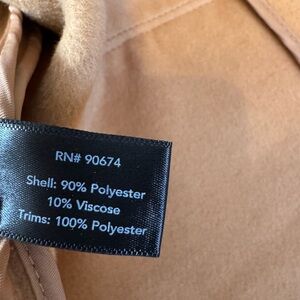 RN# 90674
Shell: 90% Polyester
10% Viscose
Trims: 100% Polyester